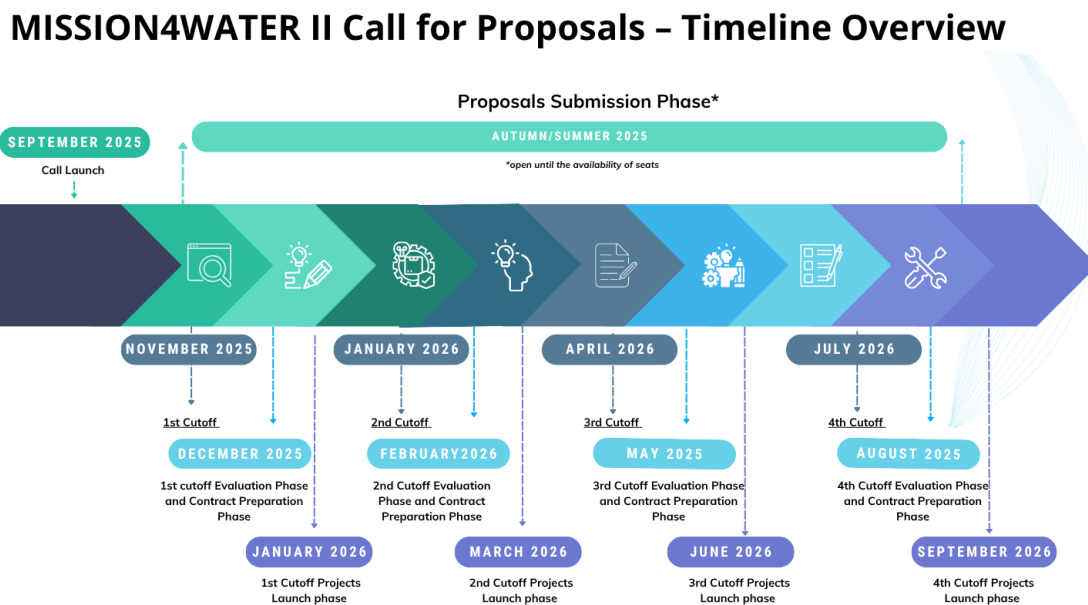 MISSION4WATER II Call for Proposals – Timeline Overview
Proposals Submission Phase*
SEPTEMBER 2025
AUTUMN/SUMMER 2025
Call Launch
*open until the availability of seats
NOVEMBER 2025
JANUARY 2026
APRIL 2026
JULY 2026
1st Cutoff
2nd Cutoff
3rd Cutoff
4th Cutoff
DECEMBER 2025
FEBRUARY2026
MAY 2025
AUGUST 2025
1st cutoff Evaluation Phase
and Contract Preparation
Phase
2nd Cutoff Evaluation
Phase and Contract
Preparation Phase
3rd Cutoff Evaluation Phase
and Contract Preparation
Phase
4th Cutoff Evaluation Phase
and Contract Preparation
Phase
JANUARY 2026
MARCH 2026
JUNE 2026
SEPTEMBER 2026
1st Cutoff Projects
Launch phase
2nd Cutoff Projects
Launch phase
3rd Cutoff Projects
Launch phase
4th Cutoff Projects
Launch phase